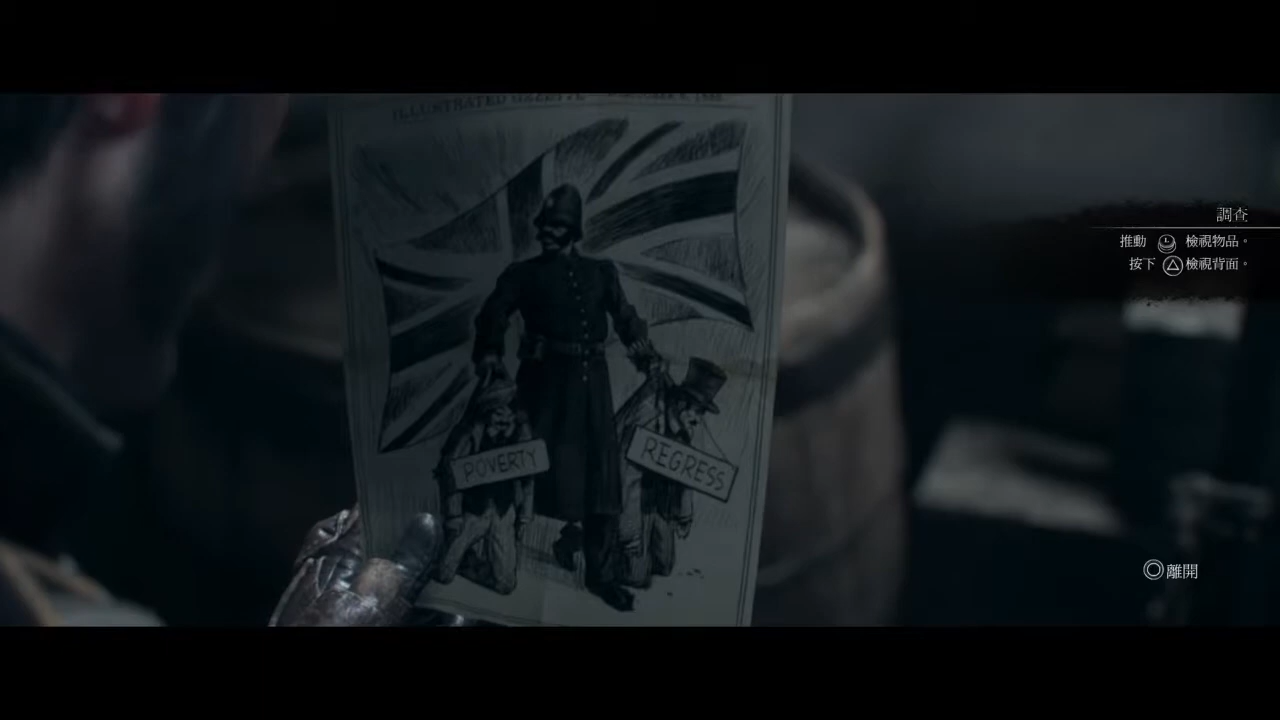 ILLUSTRATED GAZETTE
POVERTY
REGRESS
調查
推動 L 檢視物品。
按下 檢視背面。
離開